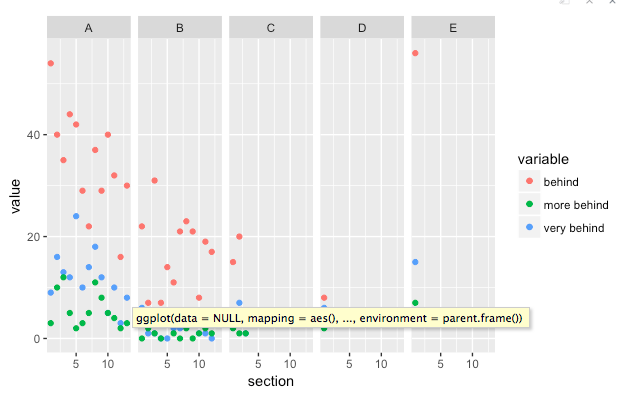 A B C D E
variable
behind
more behind
very behind
value
40
20
0
ggplot(data = NULL, mapping = aes(), ..., environment = parent.frame())
5 10 5 10 5 10 5 10 5 10
section